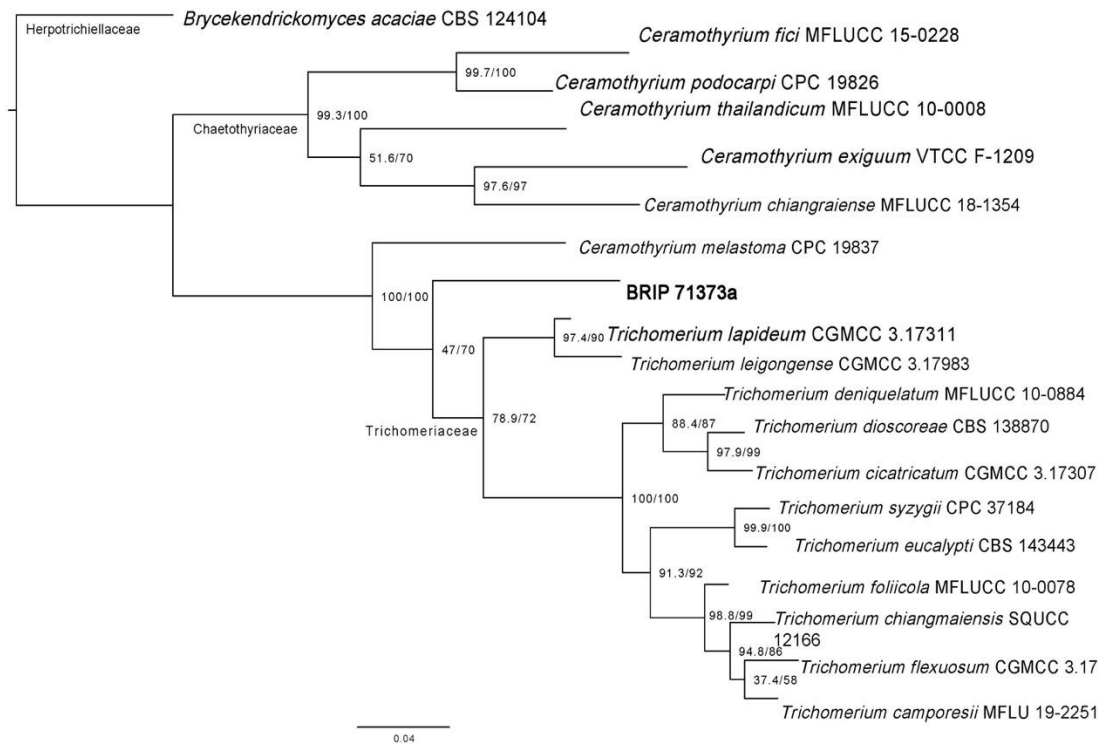 Brycekendrickomyces acaciae CBS 124104
Herpotrichiellaceae
Ceramothyrium fici MFLUCC 15-0228
99.7/100
Ceramothyrium podocarpi CPC 19826
99.3/100
Ceramothyrium thailandicum MFLUCC 10-0008
Chaetothyriaceae
51.6/70
Ceramothyrium exiguum VTCC F-1209
97.6/97
Ceramothyrium chiangraiense MFLUCC 18-1354
Ceramothyrium melastoma CPC 19837
100/100
BRIP 71373a
97.4/90
Trichomerium lapideum CGMCC 3.17311
47/70
Trichomerium leigongense CGMCC 3.17983
Trichomerium deniquelatum MFLUCC 10-0884
78.9/72
88.4/87
Trichomerium dioscoreae CBS 138870
Trichomeriaceae
97.9/99
Trichomerium cicatricatum CGMCC 3.17307
100/100
Trichomerium syzygii CPC 37184
99.9/100
Trichomerium eucalypti CBS 143443
91.3/92
Trichomerium foliicola MFLUCC 10-0078
98.8/99
Trichomerium chiangmaiensis SQUCC
12166
94.8/86
Trichomerium flexuosum CGMCC 3.17
37.4/58
Trichomerium camporesii MFLU 19-2251
0.04